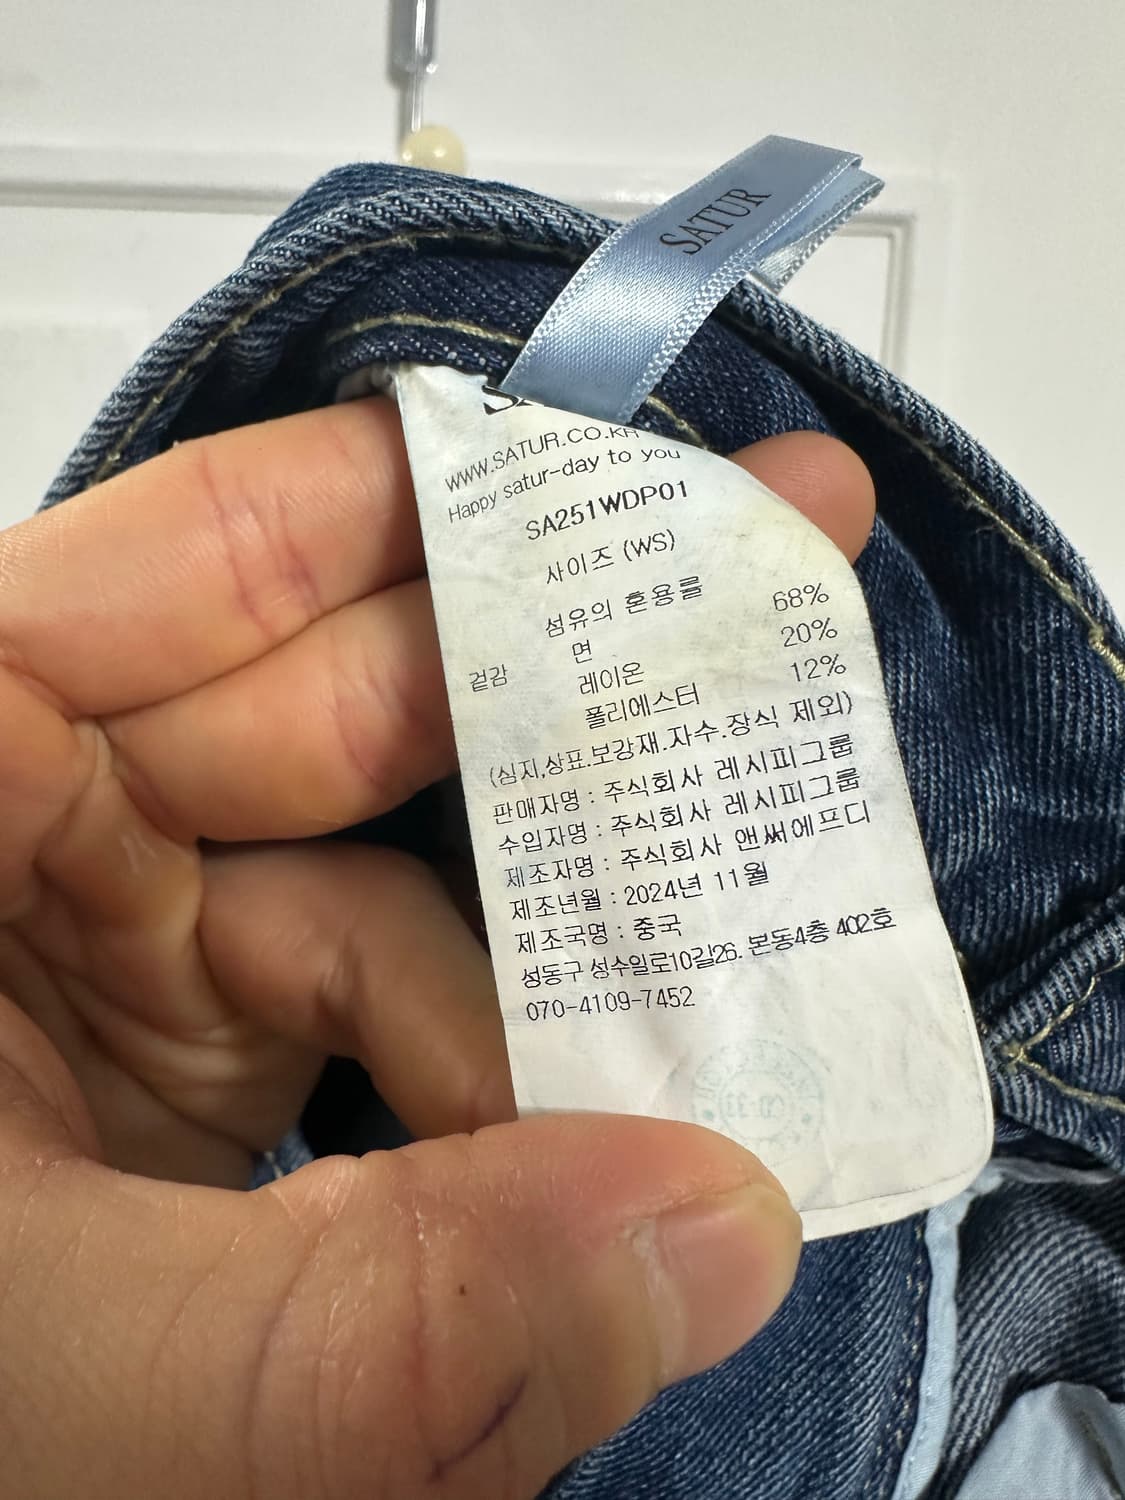 SATUR
WWW.SATUR.CO.KR
Happy satur-day to you
SA251WDP01
사이즈 (WS)
섬유의 혼용률
겉감 면 68%
레이온 20%
폴리에스터 12%
(심지,상표.보강재.자수.장식 제외)
판매자명 : 주식회사 레시피그룹
수입자명 : 주식회사 레시피그룹
제조자명 : 주식회사 앤써에프디
제조년월 : 2024년 11월
제조국명 : 중국
성동구 성수일로10길26. 본동4층 402호
070-4109-7452